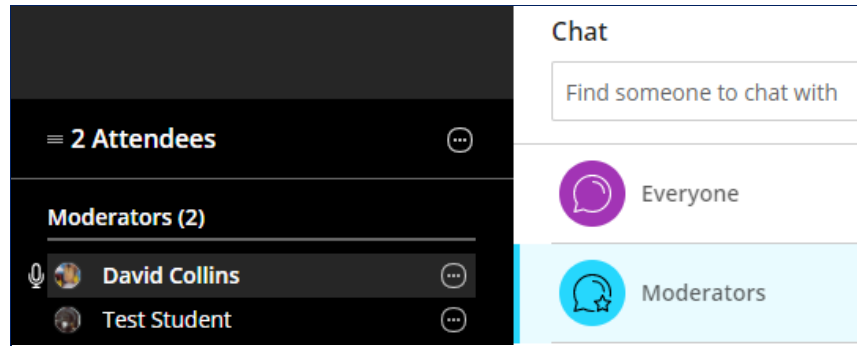 2 Attendees
Moderators (2)
David Collins
Test Student
Chat
Find someone to chat with
Everyone
Moderators